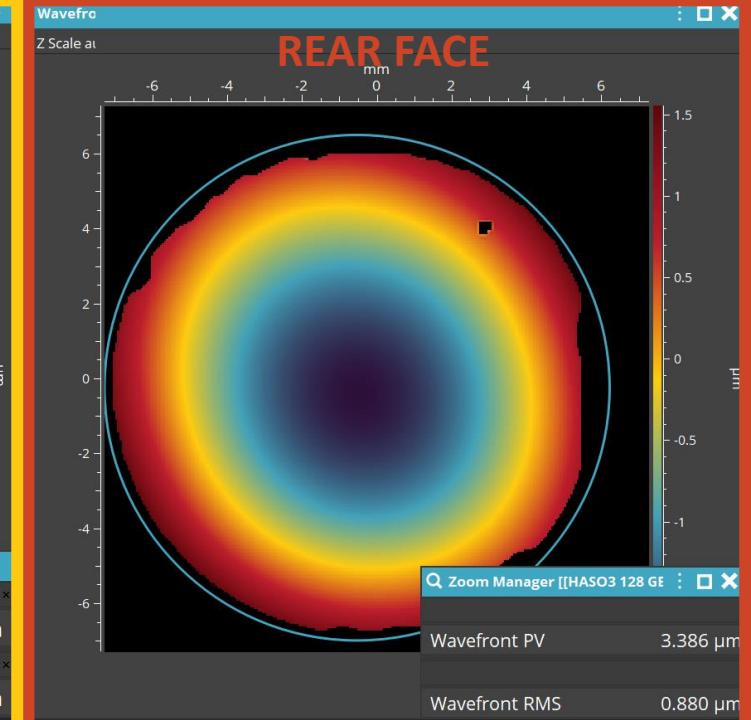 Wavefro
Z Scale au
REAR FACE
mm
-6 -4 -2 0 2 4 6
6
4
2
0
-2
-4
-6
1.5
1
0.5
0
-0.5
-1
µm
Zoom Manager [[HASO3 128 GE
Wavefront PV 3.386 µm
Wavefront RMS 0.880 µm